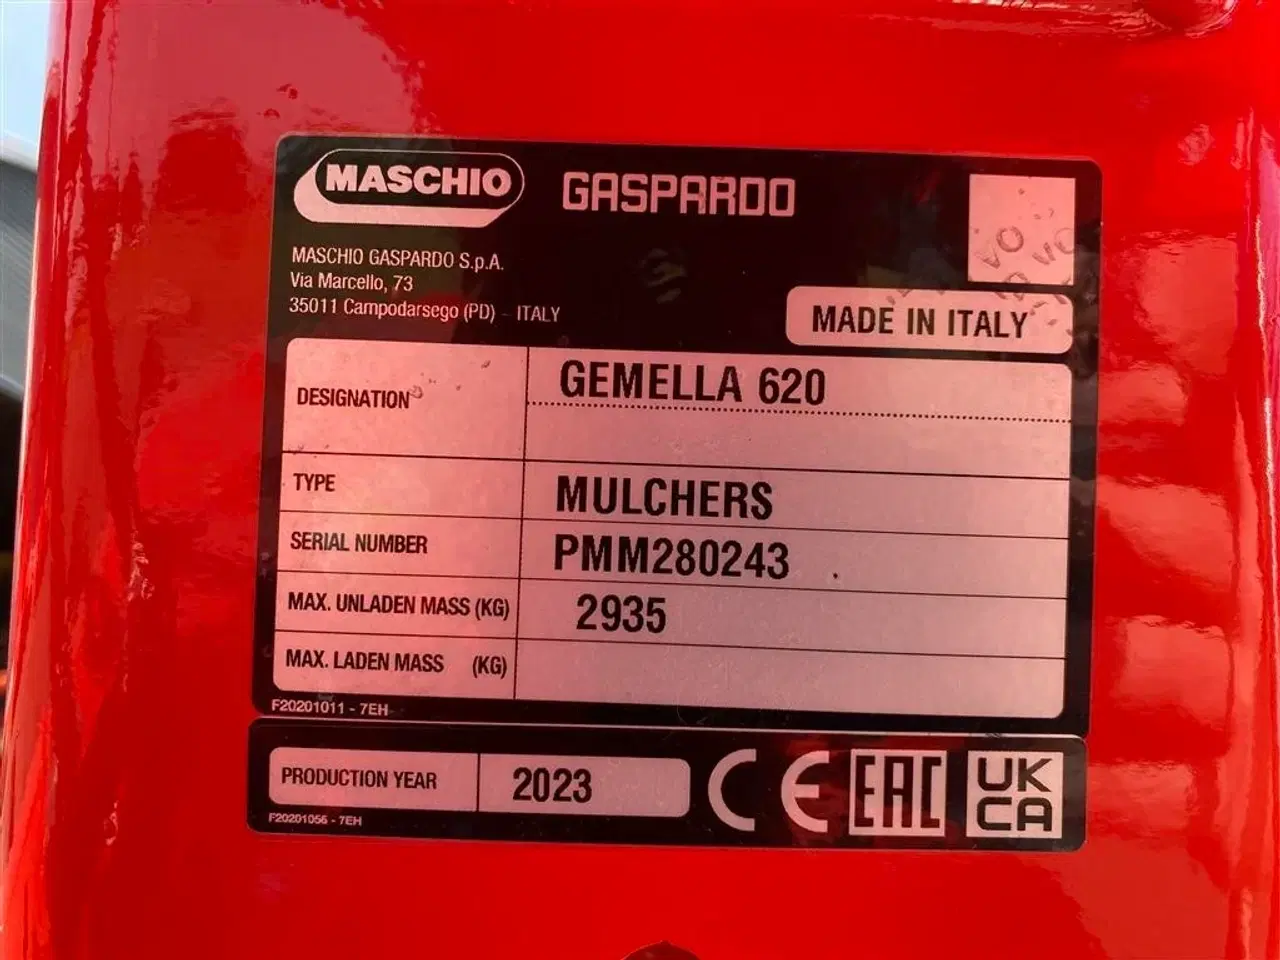 MASCHIO GASPARDO
MASCHIO GASPARDO S.p.A.
Via Marcello, 73
35011 Campodarsego (PD) - ITALY
MADE IN ITALY
DESIGNATION GEMELLA 620
TYPE MULCHERS
SERIAL NUMBER PMM280243
MAX. UNLADEN MASS (KG) 2935
MAX. LADEN MASS (KG)
F20201011 - 7EH
PRODUCTION YEAR 2023
CE EAC UK
CA
F20201056 - 7EH